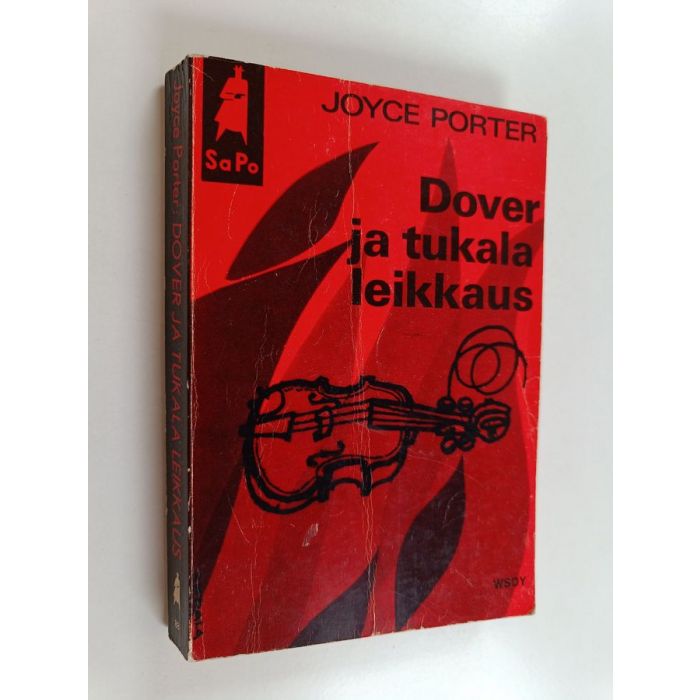 SaPo
JOYCE PORTER
Dover
ja tukala
leikkaus
WSOY
Joyce Porter: DOVER JA TUKALA LEIKKAUS